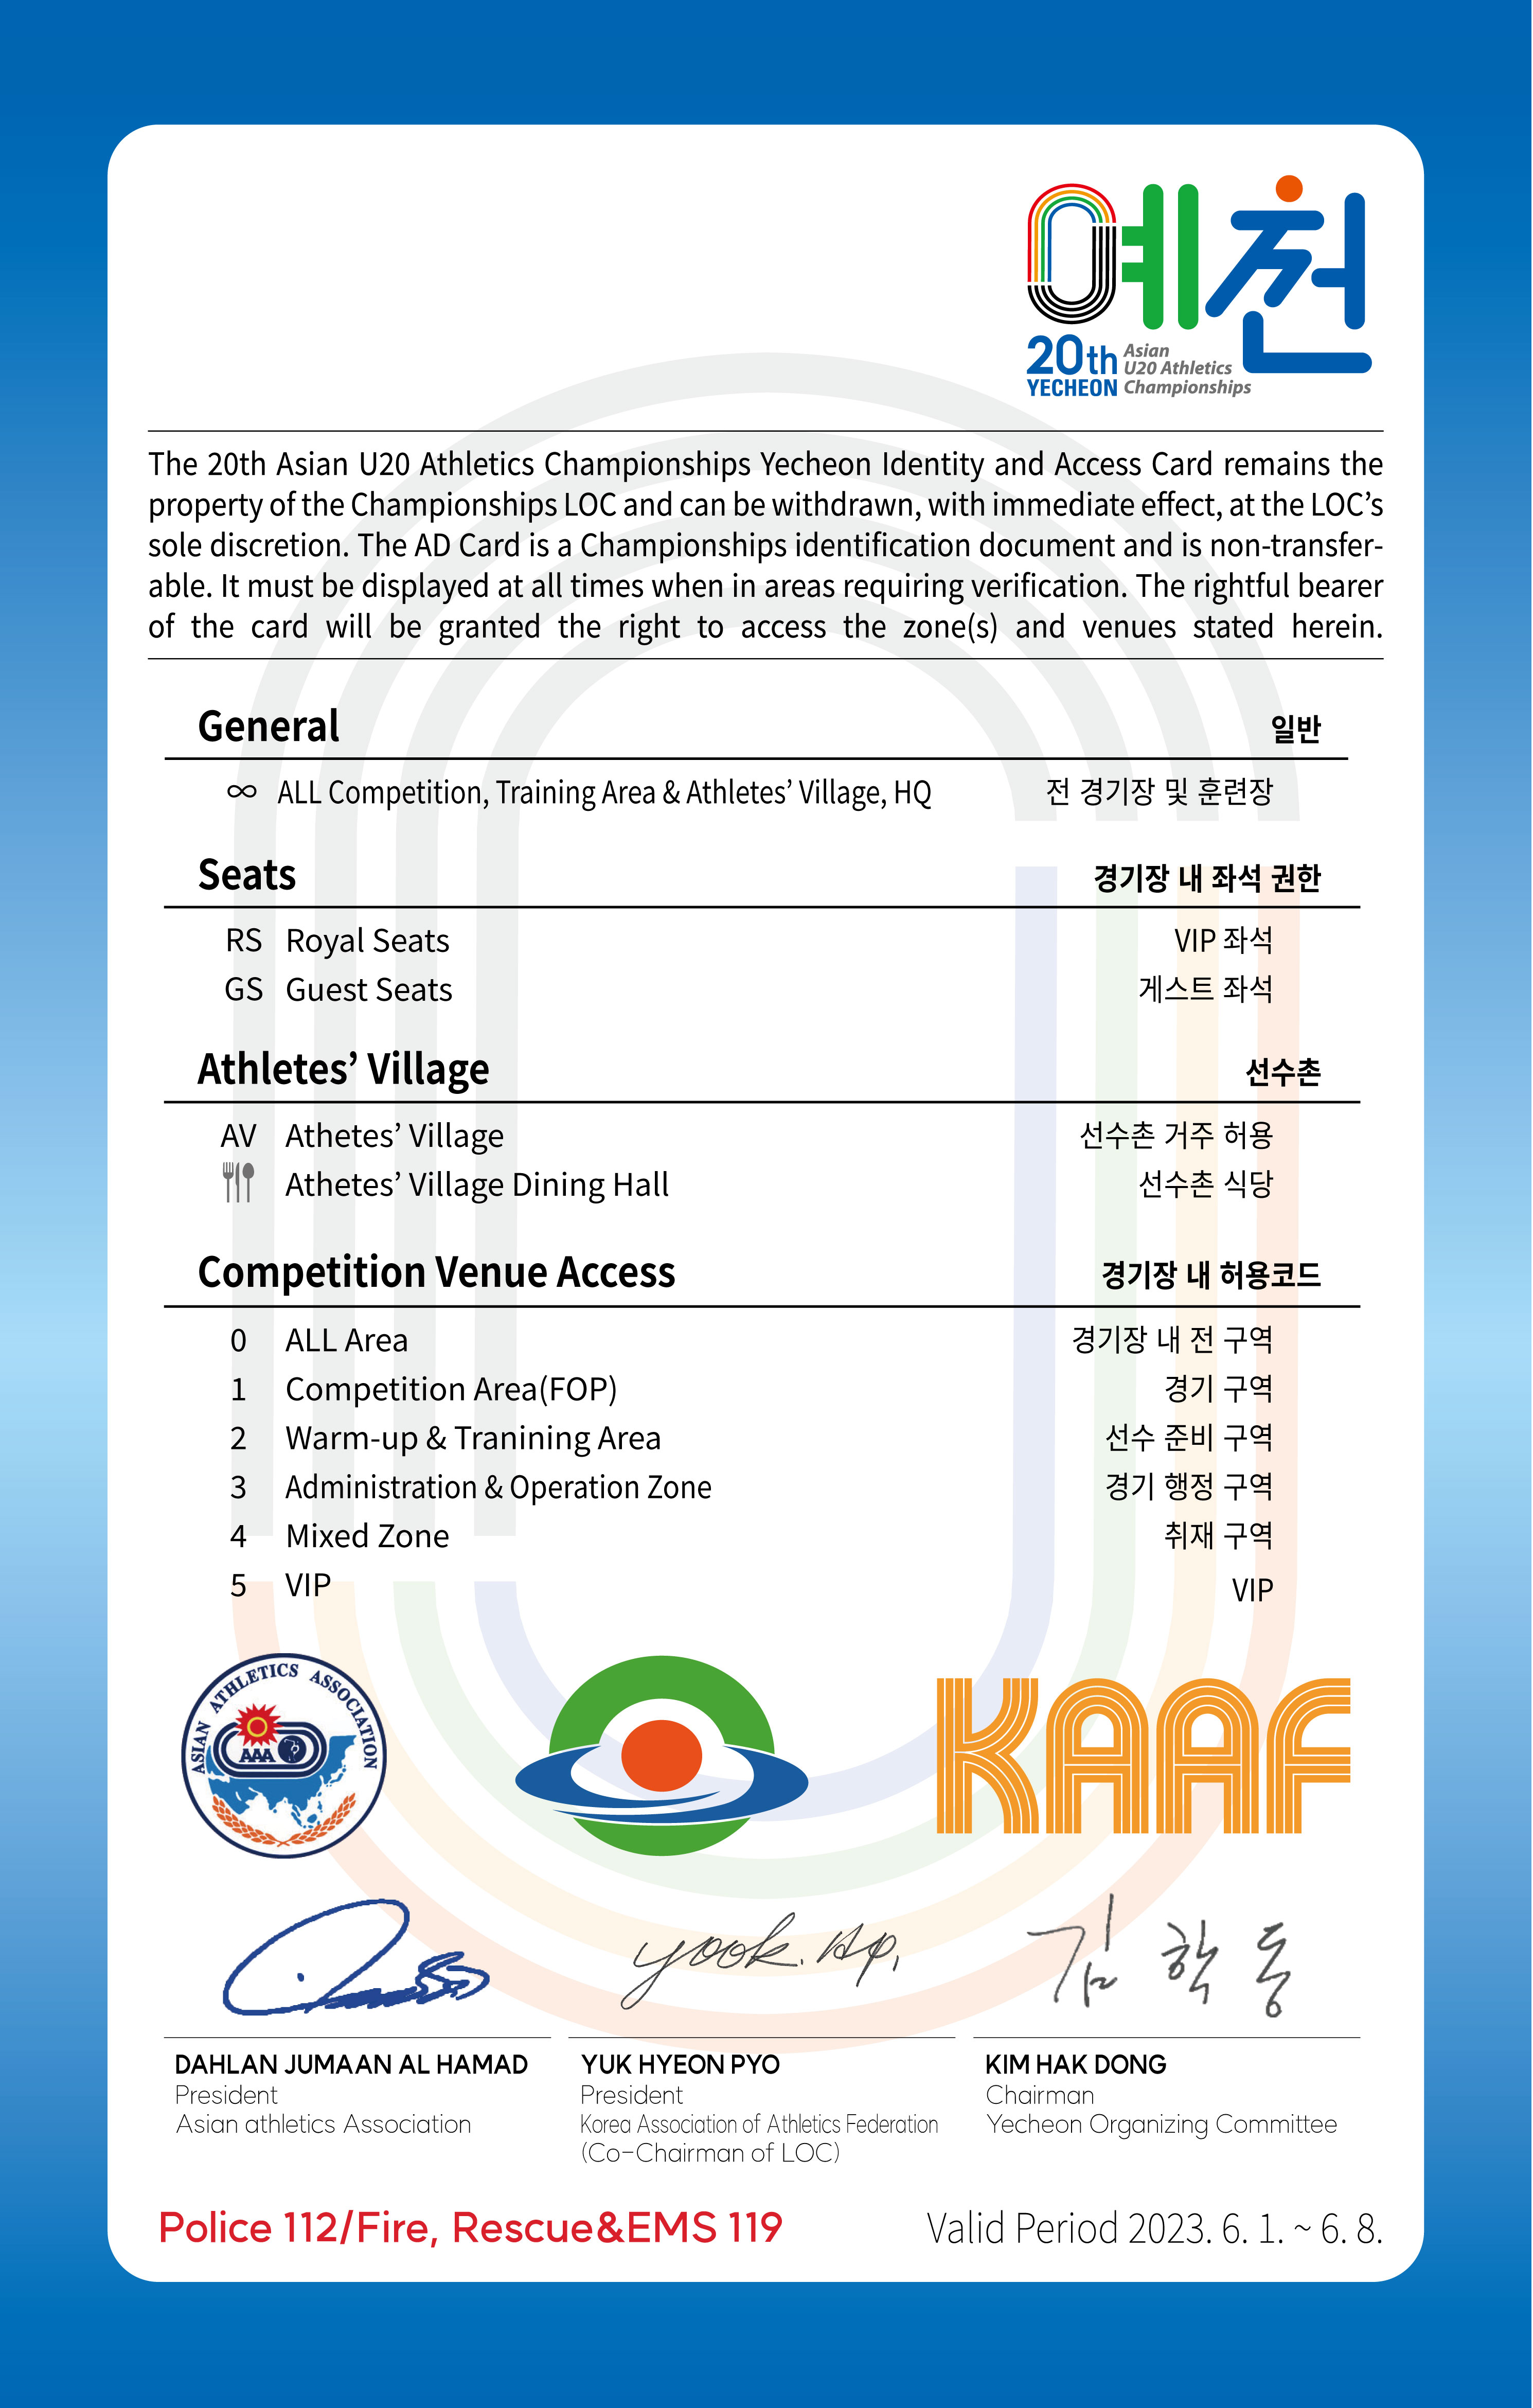 예천
20th Asian
U20 Athletics
YECHEON Championships
The 20th Asian U20 Athletics Championships Yecheon Identity and Access Card remains the
property of the Championships LOC and can be withdrawn, with immediate effect, at the LOC’s
sole discretion. The AD Card is a Championships identification document and is non-transfer-
able. It must be displayed at all times when in areas requiring verification. The rightful bearer
of the card will be granted the right to access the zone(s) and venues stated herein.
General 일반
∞ ALL Competition, Training Area & Athletes’ Village, HQ 전 경기장 및 훈련장
Seats 경기장 내 좌석 권한
RS Royal Seats VIP 좌석
GS Guest Seats 게스트 좌석
Athletes’ Village 선수촌
AV Athetes’ Village 선수촌 거주 허용
Athetes’ Village Dining Hall 선수촌 식당
Competition Venue Access 경기장 내 허용코드
0 ALL Area 경기장 내 전 구역
1 Competition Area(FOP) 경기 구역
2 Warm-up & Tranining Area 선수 준비 구역
3 Administration & Operation Zone 경기 행정 구역
4 Mixed Zone 취재 구역
5 VIP VIP
ASIAN ATHLETICS ASSOCIATION
AAA
KAAF
yook. Hp.
김 학 동
DAHLAN JUMAAN AL HAMAD
President
Asian athletics Association
YUK HYEON PYO
President
Korea Association of Athletics Federation
(Co-Chairman of LOC)
KIM HAK DONG
Chairman
Yecheon Organizing Committee
Police 112/Fire, Rescue&EMS 119 Valid Period 2023. 6. 1. ~ 6. 8.